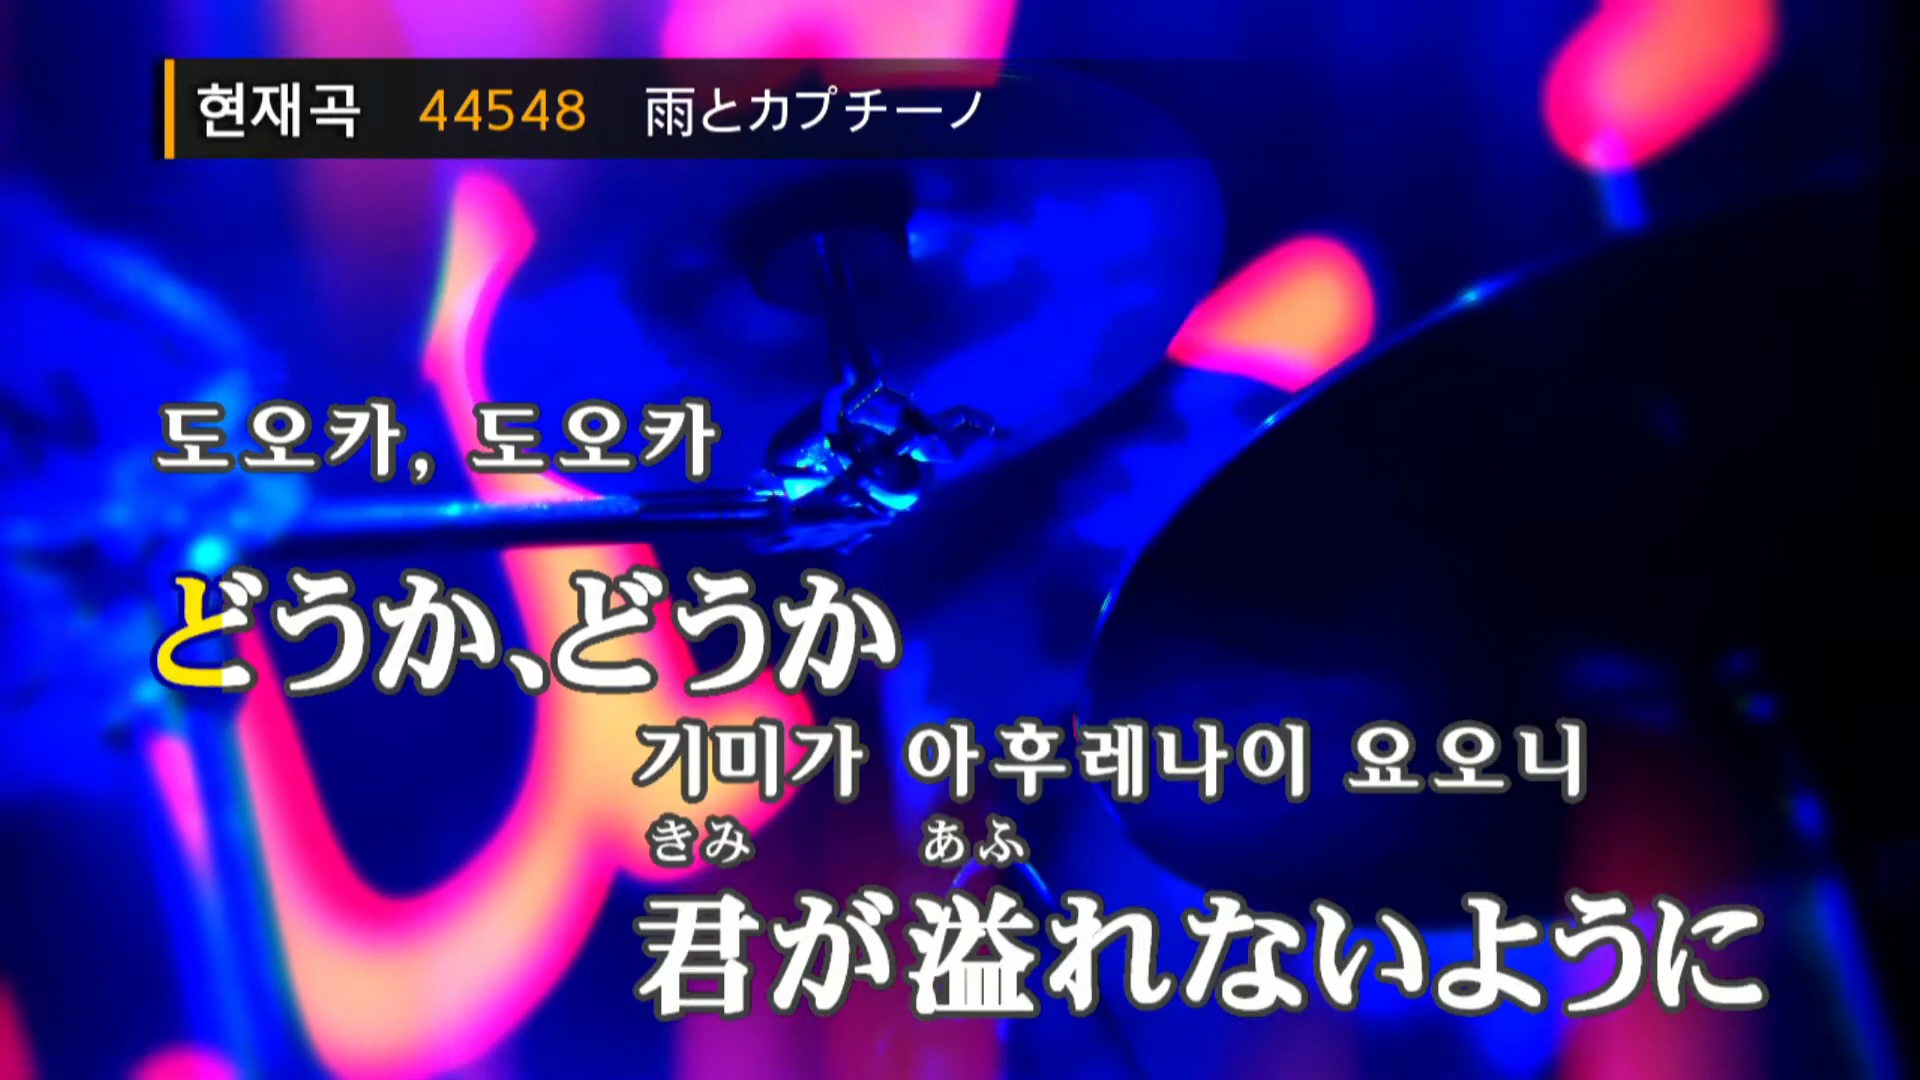 현재곡 44548 雨とカプチーノ
도오카, 도오카
どうか、どうか
기미가 아후레나이 요오니
きみ あふ
君が溢れないように